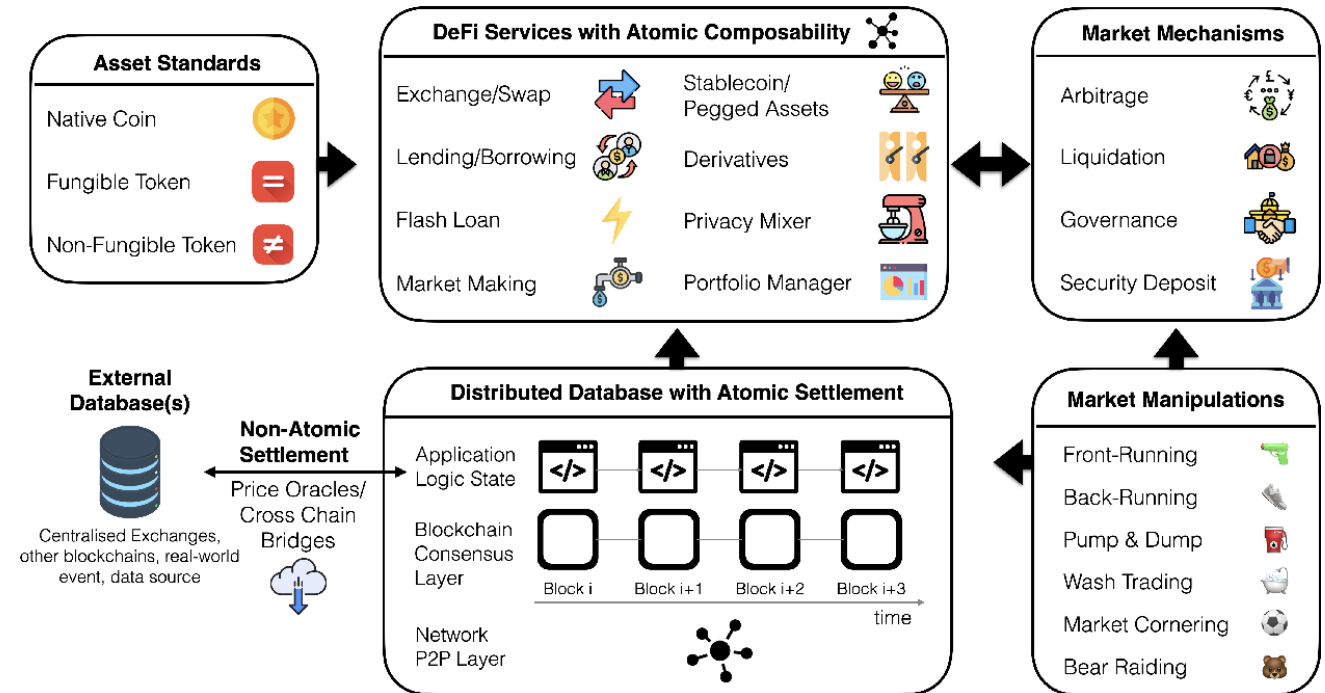 Asset Standards
Native Coin
Fungible Token
Non-Fungible Token
DeFi Services with Atomic Composability
Exchange/Swap
Lending/Borrowing
Flash Loan
Market Making
Stablecoin/
Pegged Assets
Derivatives
Privacy Mixer
Portfolio Manager
Market Mechanisms
Arbitrage
Liquidation
Governance
Security Deposit
External
Database(s)
Centralised Exchanges,
other blockchains, real-world
event, data source
Non-Atomic
Settlement
Price Oracles/
Cross Chain
Bridges
Distributed Database with Atomic Settlement
Application
Logic State
</>
</>
</>
</>
Blockchain
Consensus
Layer
Block i
Block i+1
Block i+2
Block i+3
time
Network
P2P Layer
Market Manipulations
Front-Running
Back-Running
Pump & Dump
Wash Trading
Market Cornering
Bear Raiding